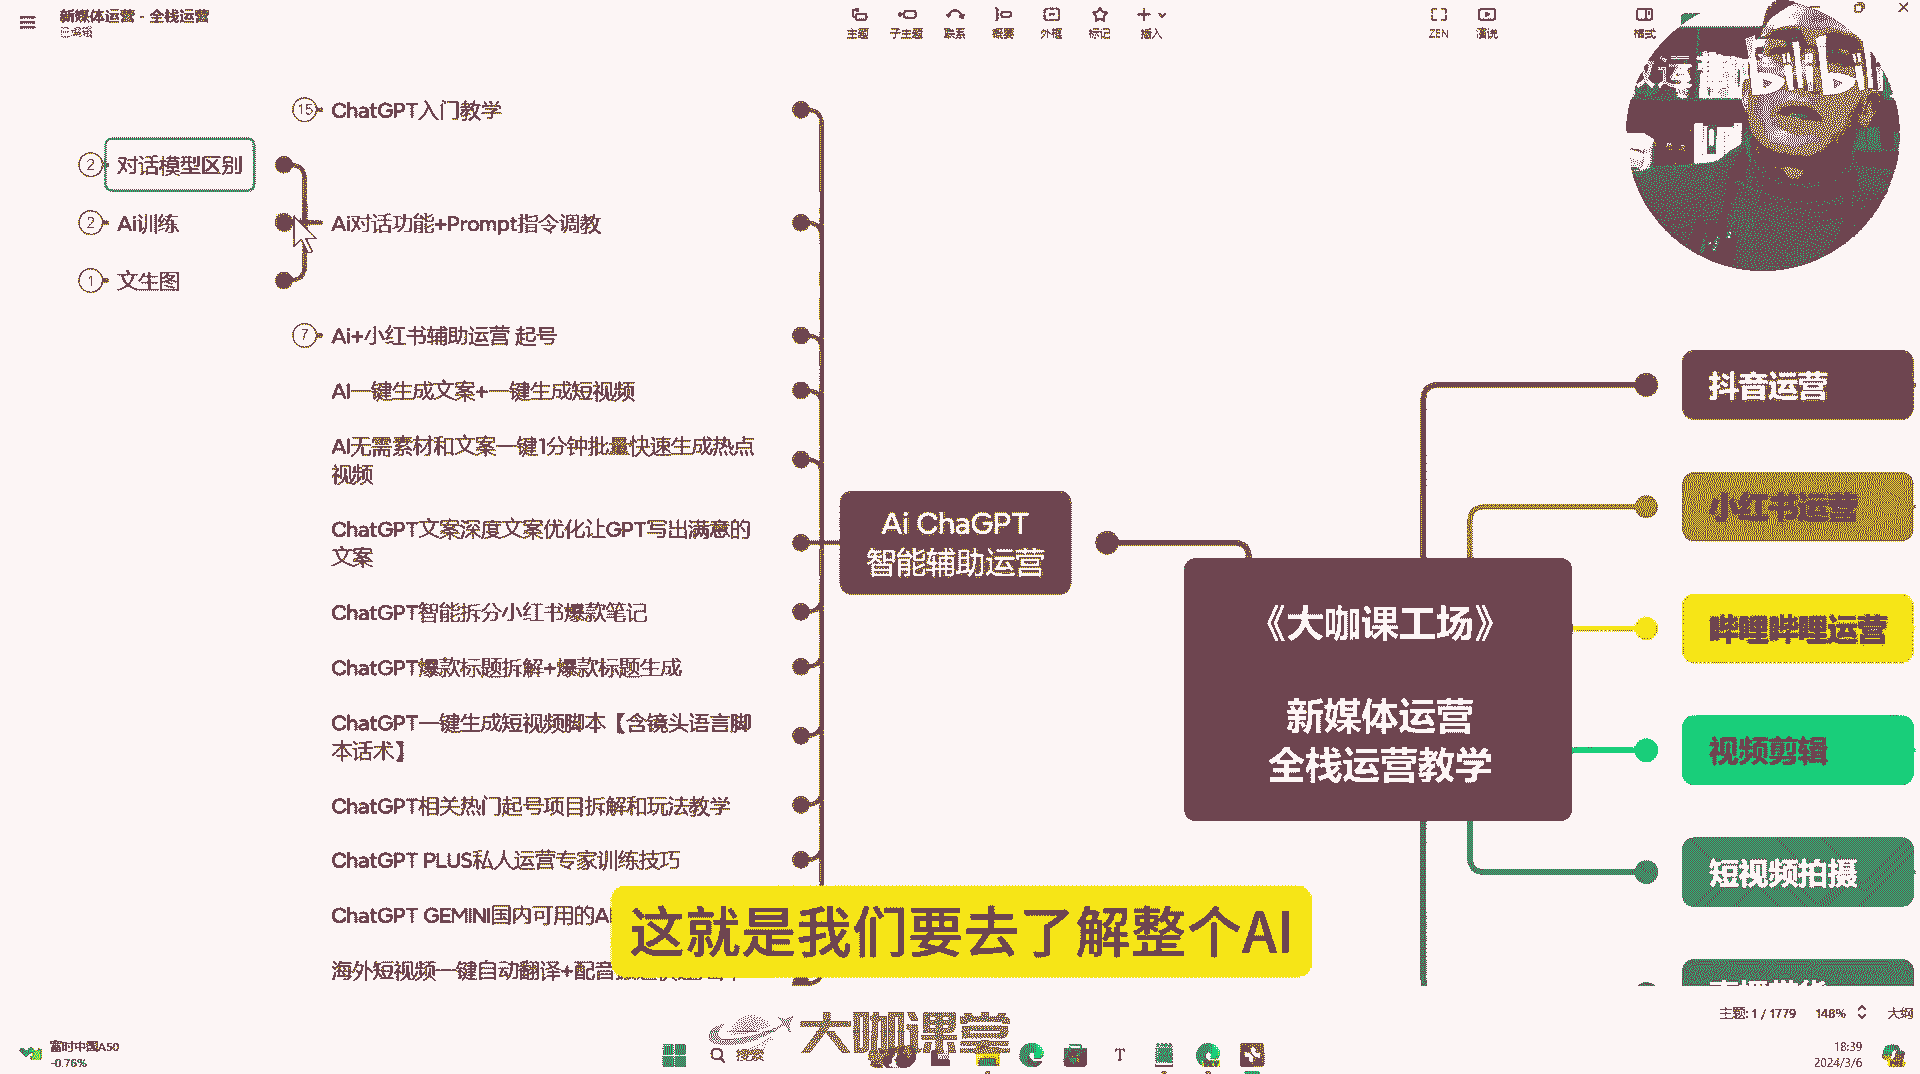 新媒体运营 - 全栈运营
已编辑
主题
子主题
联系
概要
外框
标记
插入
ZEN
演说
格式
15
ChatGPT入门教学
2
对话模型区别
2
Ai训练
Ai对话功能+Prompt指令调教
1
文生图
7
Ai+小红书辅助运营 起号
AI一键生成文案+一键生成短视频
AI无需素材和文案一键1分钟批量快速生成热点
视频
ChatGPT文案深度文案优化让GPT写出满意的
文案
ChatGPT智能拆分小红书爆款笔记
ChatGPT爆款标题拆解+爆款标题生成
ChatGPT一键生成短视频脚本【含镜头语言脚
本话术】
ChatGPT相关热门起号项目拆解和玩法教学
ChatGPT PLUS私人运营专家训练技巧
ChatGPT GEMINI国内可用的A
海外短视频一键自动翻译+配音
Ai ChaGPT
智能辅助运营
《大咖课工场》
新媒体运营
全栈运营教学
抖音运营
小红书运营
哔哩哔哩运营
视频剪辑
短视频拍摄
这就是我们要去了解整个AI
大咖课堂
主题: 1 / 1779
148%
大纲
富时中国A50
-0.76%
搜索
18:39
2024/3/6